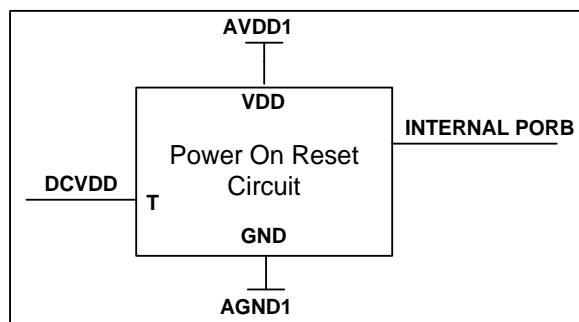 AVDD1
VDD
INTERNAL PORB
Power On Reset
Circuit
DCVDD
T
GND
AGND1